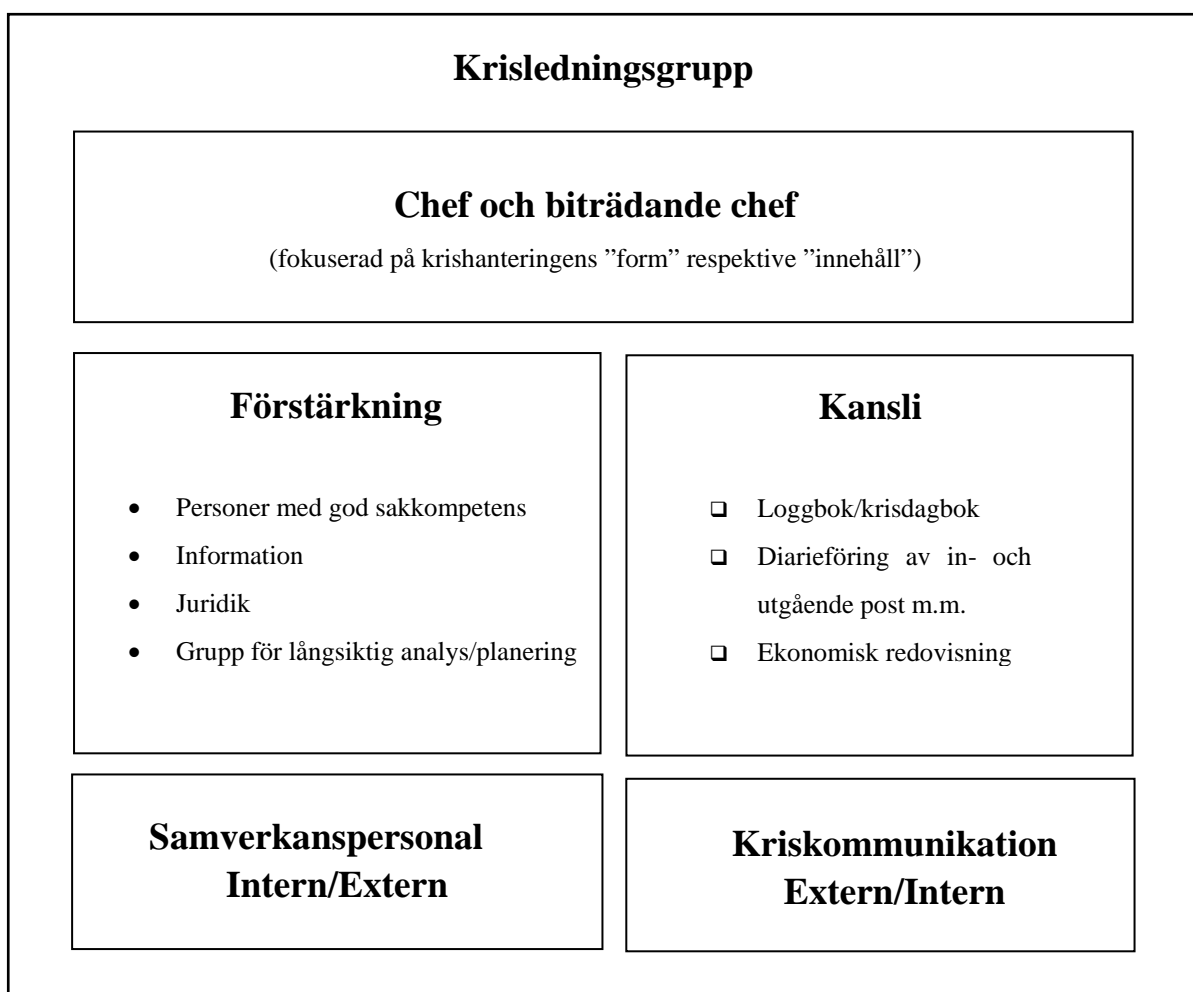 Krisledningsgrupp
Chef och biträdande chef
(fokuserad på krishanteringens ”form” respektive ”innehåll”)
Förstärkning
• Personer med god sakkompetens
• Information
• Juridik
• Grupp för långsiktig analys/planering
Kansli
❑ Loggbok/krisdagbok
❑ Diarieföring av in- och
utgående post m.m.
❑ Ekonomisk redovisning
Samverkanspersonal
Intern/Extern
Kriskommunikation
Extern/Intern